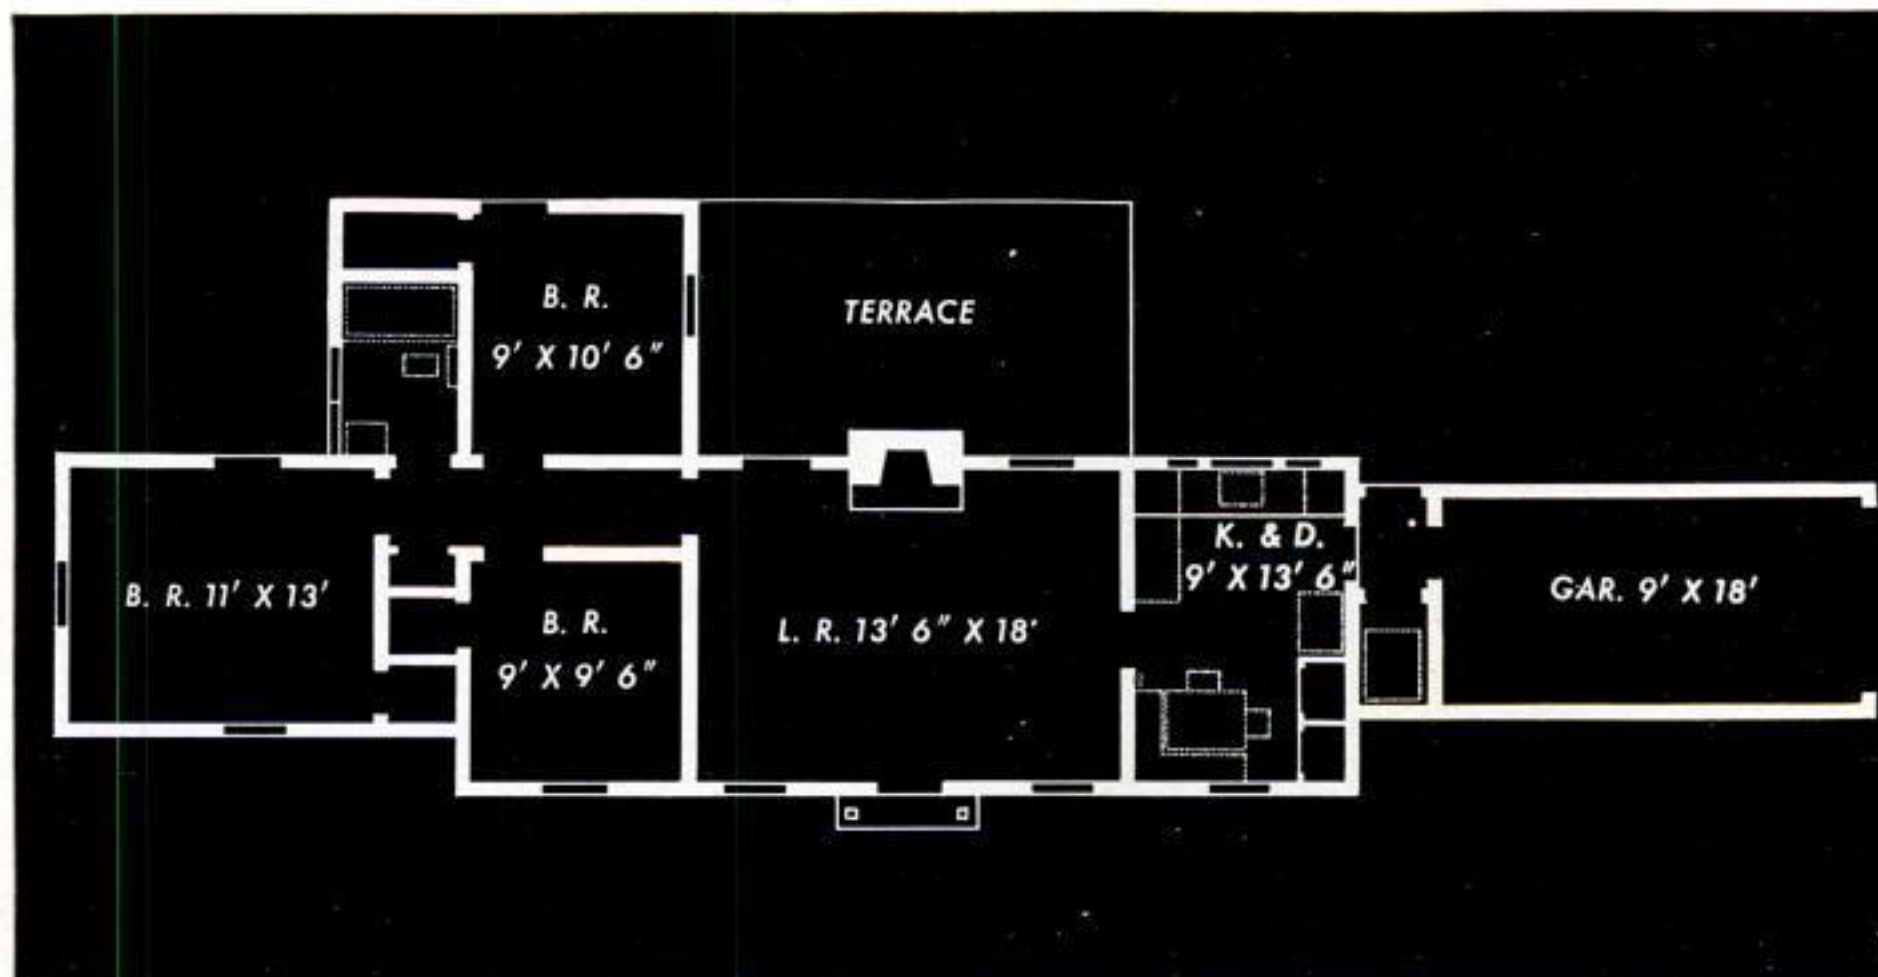 B. R.
9' X 10' 6"
TERRACE
B. R. 11' X 13'
B. R.
9' X 9' 6"
L. R. 13' 6" X 18'
K. & D.
9' X 13' 6"
GAR. 9' X 18'